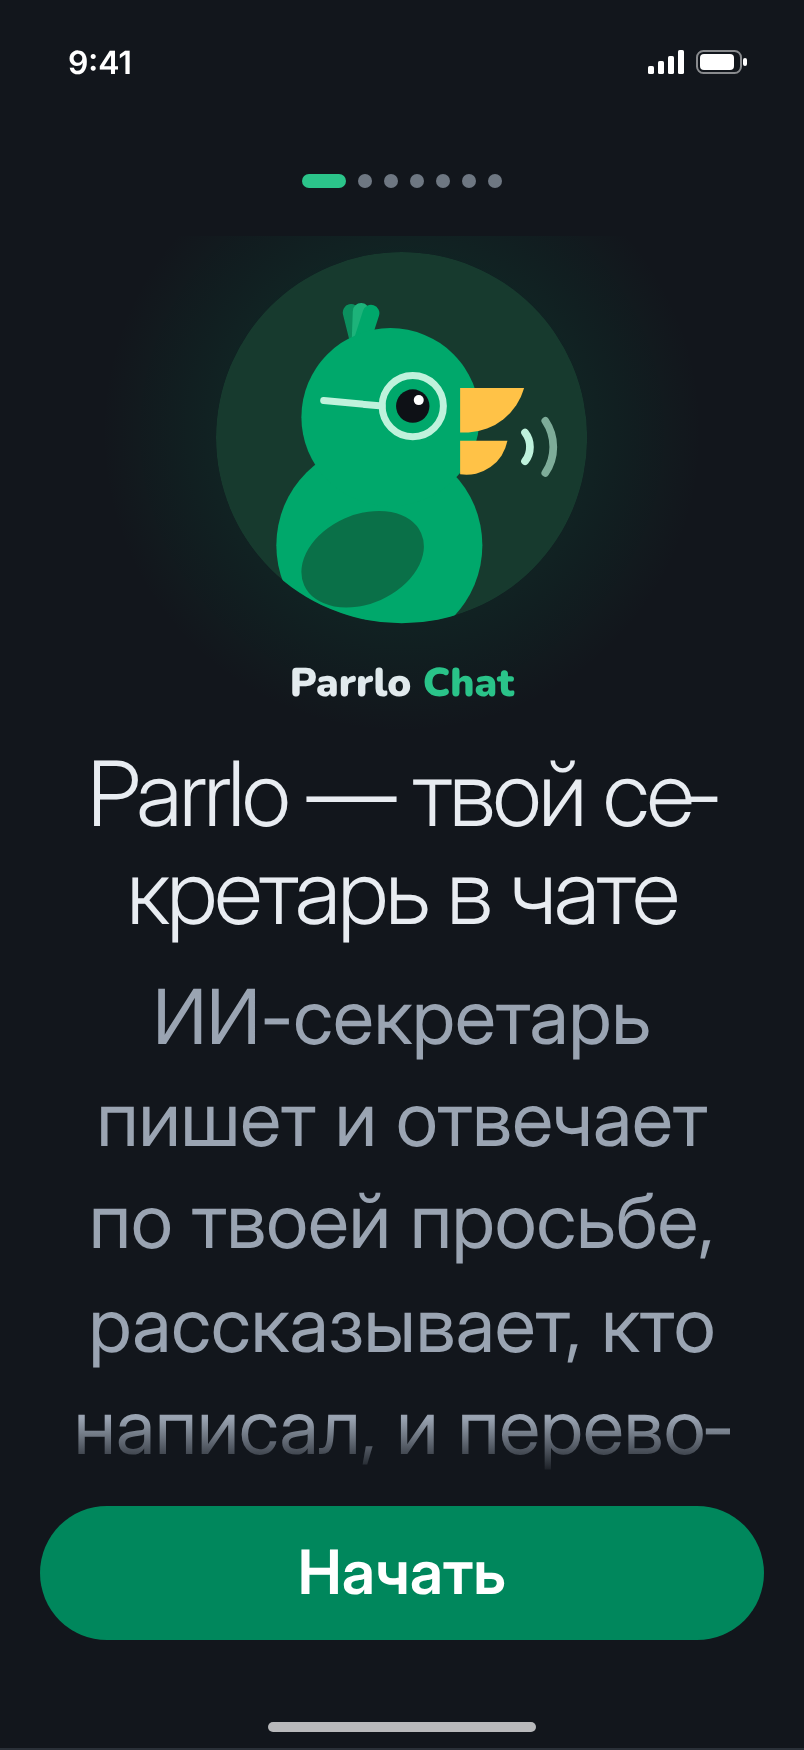 9:41
Parrlo Chat
Parrlo — твой се-
кретарь в чате
ИИ-секретарь
пишет и отвечает
по твоей просьбе,
рассказывает, кто
написал, и перево-
Начать